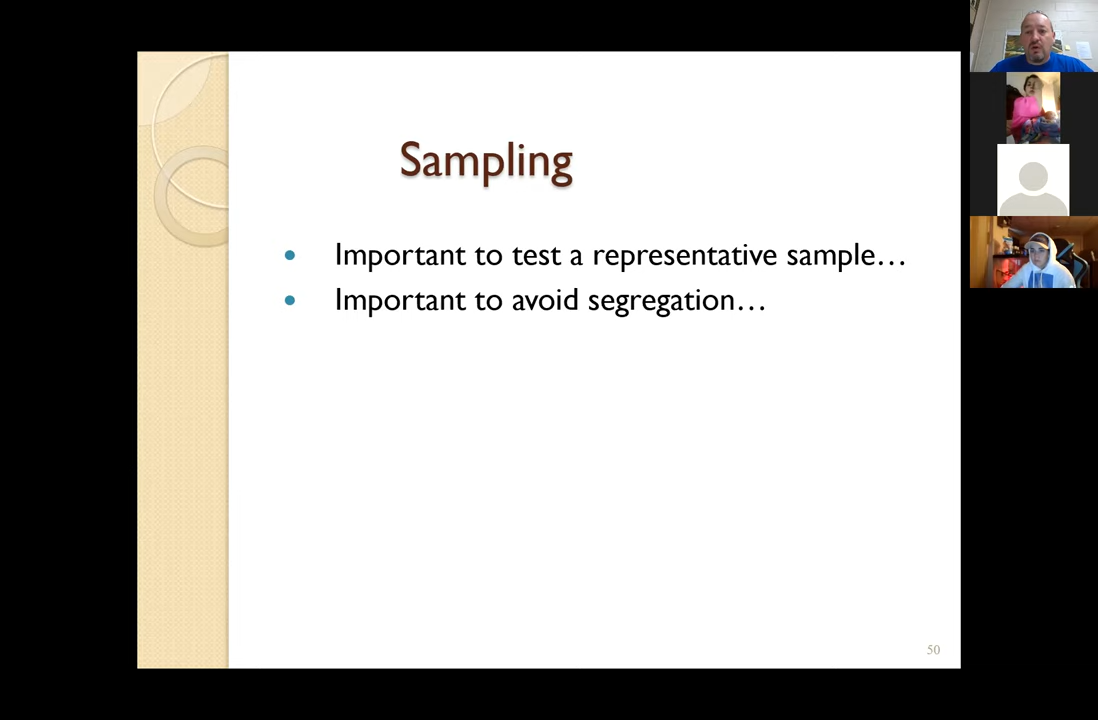 Sampling
• Important to test a representative sample…
• Important to avoid segregation…
50